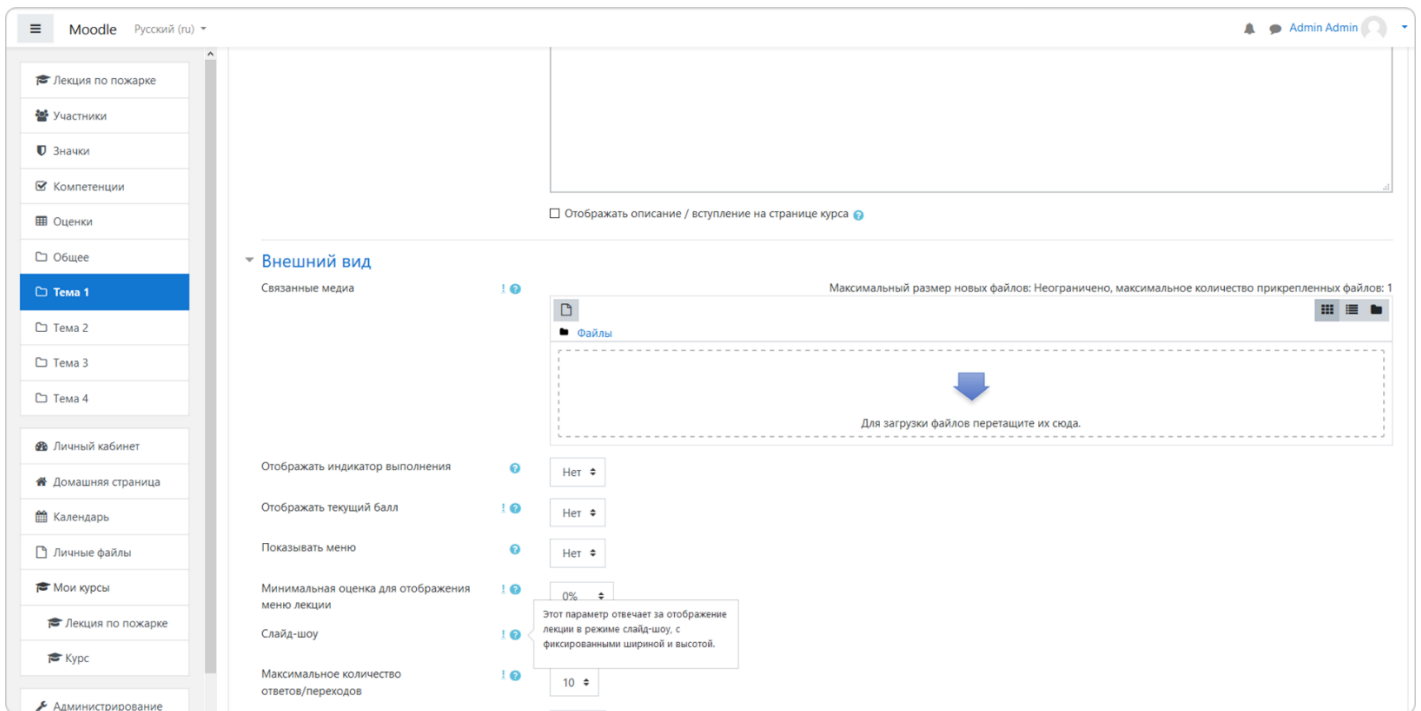 Moodle Русский (ru)
Admin Admin
Лекция по пожарке
Участники
Значки
Компетенции
Оценки
Общее
Тема 1
Тема 2
Тема 3
Тема 4
Личный кабинет
Домашняя страница
Календарь
Личные файлы
Мои курсы
Лекция по пожарке
Курс
Администрирование
Отображать описание / вступление на странице курса
Внешний вид
Связанные медиа
Максимальный размер новых файлов: Неограничено, максимальное количество прикрепленных файлов: 1
Файлы
Для загрузки файлов перетащите их сюда.
Отображать индикатор выполнения
Нет
Отображать текущий балл
!
Нет
Показывать меню
Нет
Минимальная оценка для отображения
меню лекции
!
0%
Слайд-шоу
!
Этот параметр отвечает за отображение
лекции в режиме слайд-шоу, с
фиксированными шириной и высотой.
Максимальное количество
ответов/переходов
!
10